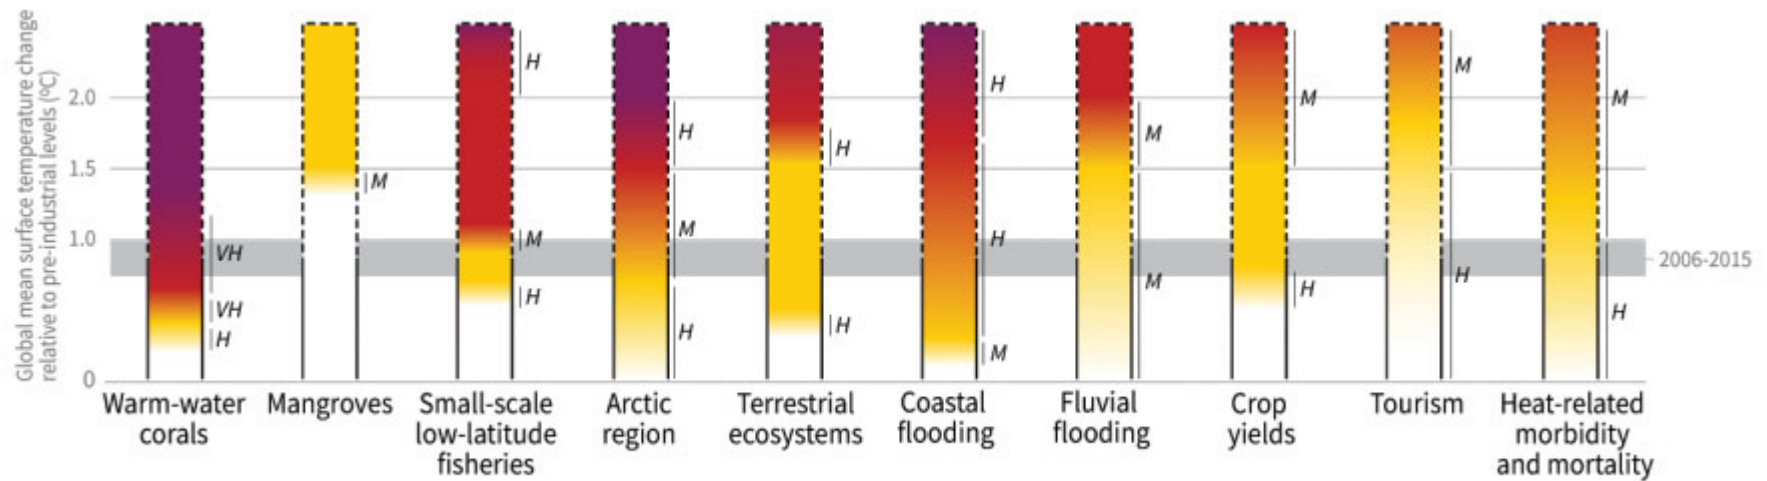 Global mean surface temperature change
relative to pre-industrial levels (ºC)
2.0
1.5
1.0
0
VH
VH
H
M
H
M
H
H
M
H
H
H
H
H
M
M
M
M
H
M
H
M
H
2006-2015
Warm-water
corals
Mangroves
Small-scale
low-latitude
fisheries
Arctic
region
Terrestrial
ecosystems
Coastal
flooding
Fluvial
flooding
Crop
yields
Tourism
Heat-related
morbidity
and mortality